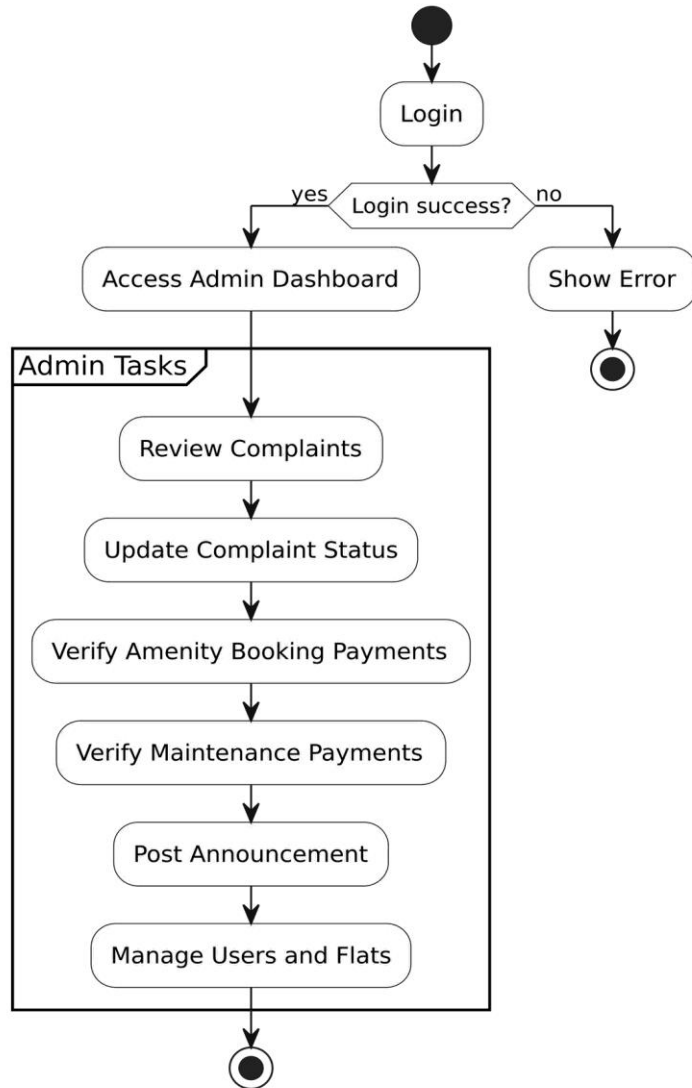 Login
yes
Login success?
no
Access Admin Dashboard
Show Error
Admin Tasks
Review Complaints
Update Complaint Status
Verify Amenity Booking Payments
Verify Maintenance Payments
Post Announcement
Manage Users and Flats